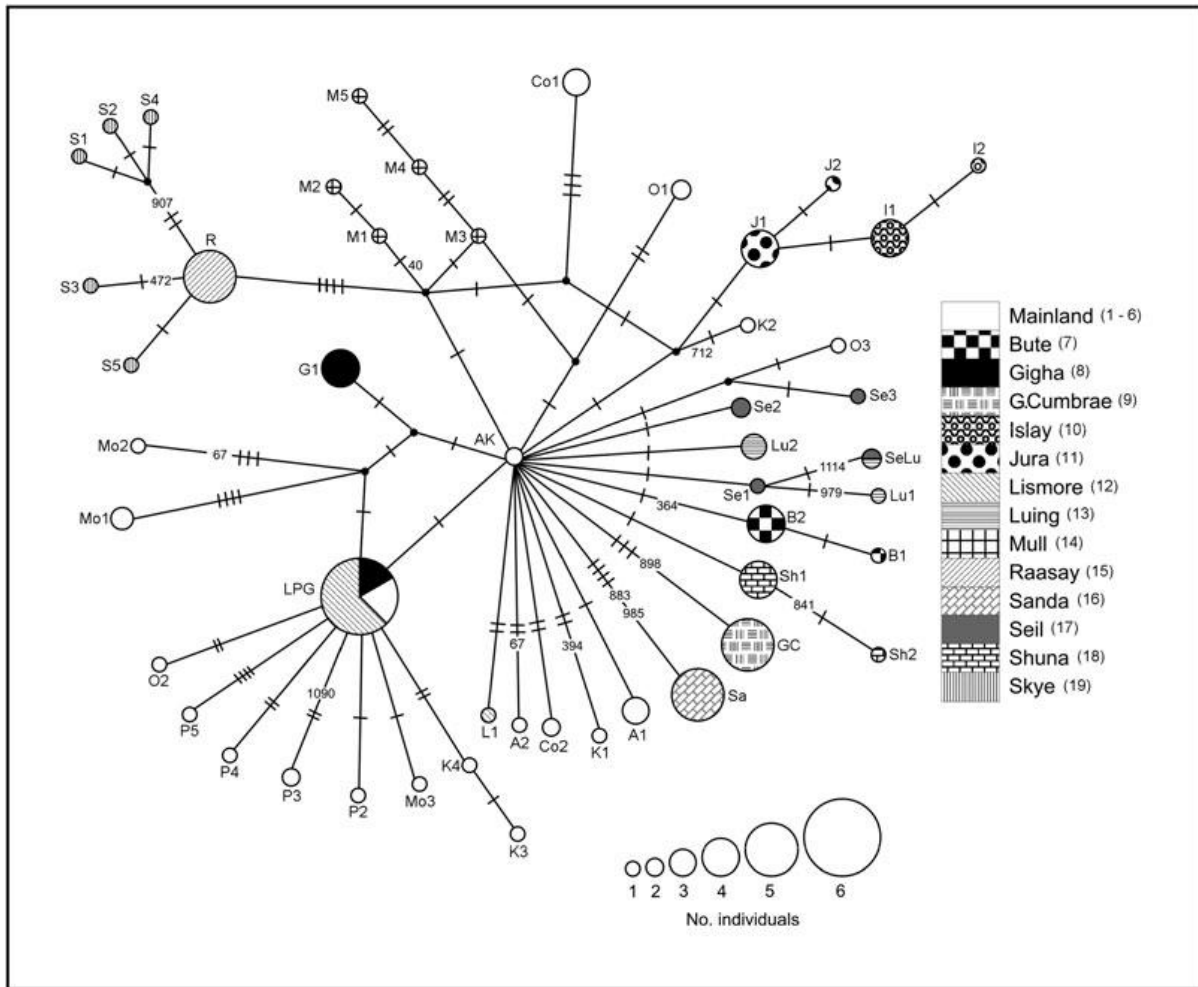 Co1
M5
S4
S2
S1
M4
J2
I2
M2
O1
907
M1
M3
J1
I1
R
40
S3
472
K2
712
O3
S5
G1
Se3
Se2
AK
Mo2
67
Lu2
SeLu
1114
Se1
979
Lu1
364
Mo1
B2
B1
898
Sh1
LPG
883
841
985
67
394
GC
Sh2
O2
1090
Sa
P5
L1
A2
Co2
K1
A1
P4
P3
P2
Mo3
K4
K3
Mainland (1 - 6)
Bute (7)
Gigha (8)
G.Cumbrae (9)
Islay (10)
Jura (11)
Lismore (12)
Luing (13)
Mull (14)
Raasay (15)
Sanda (16)
Seil (17)
Shuna (18)
Skye (19)
1 2 3 4 5 6
No. individuals